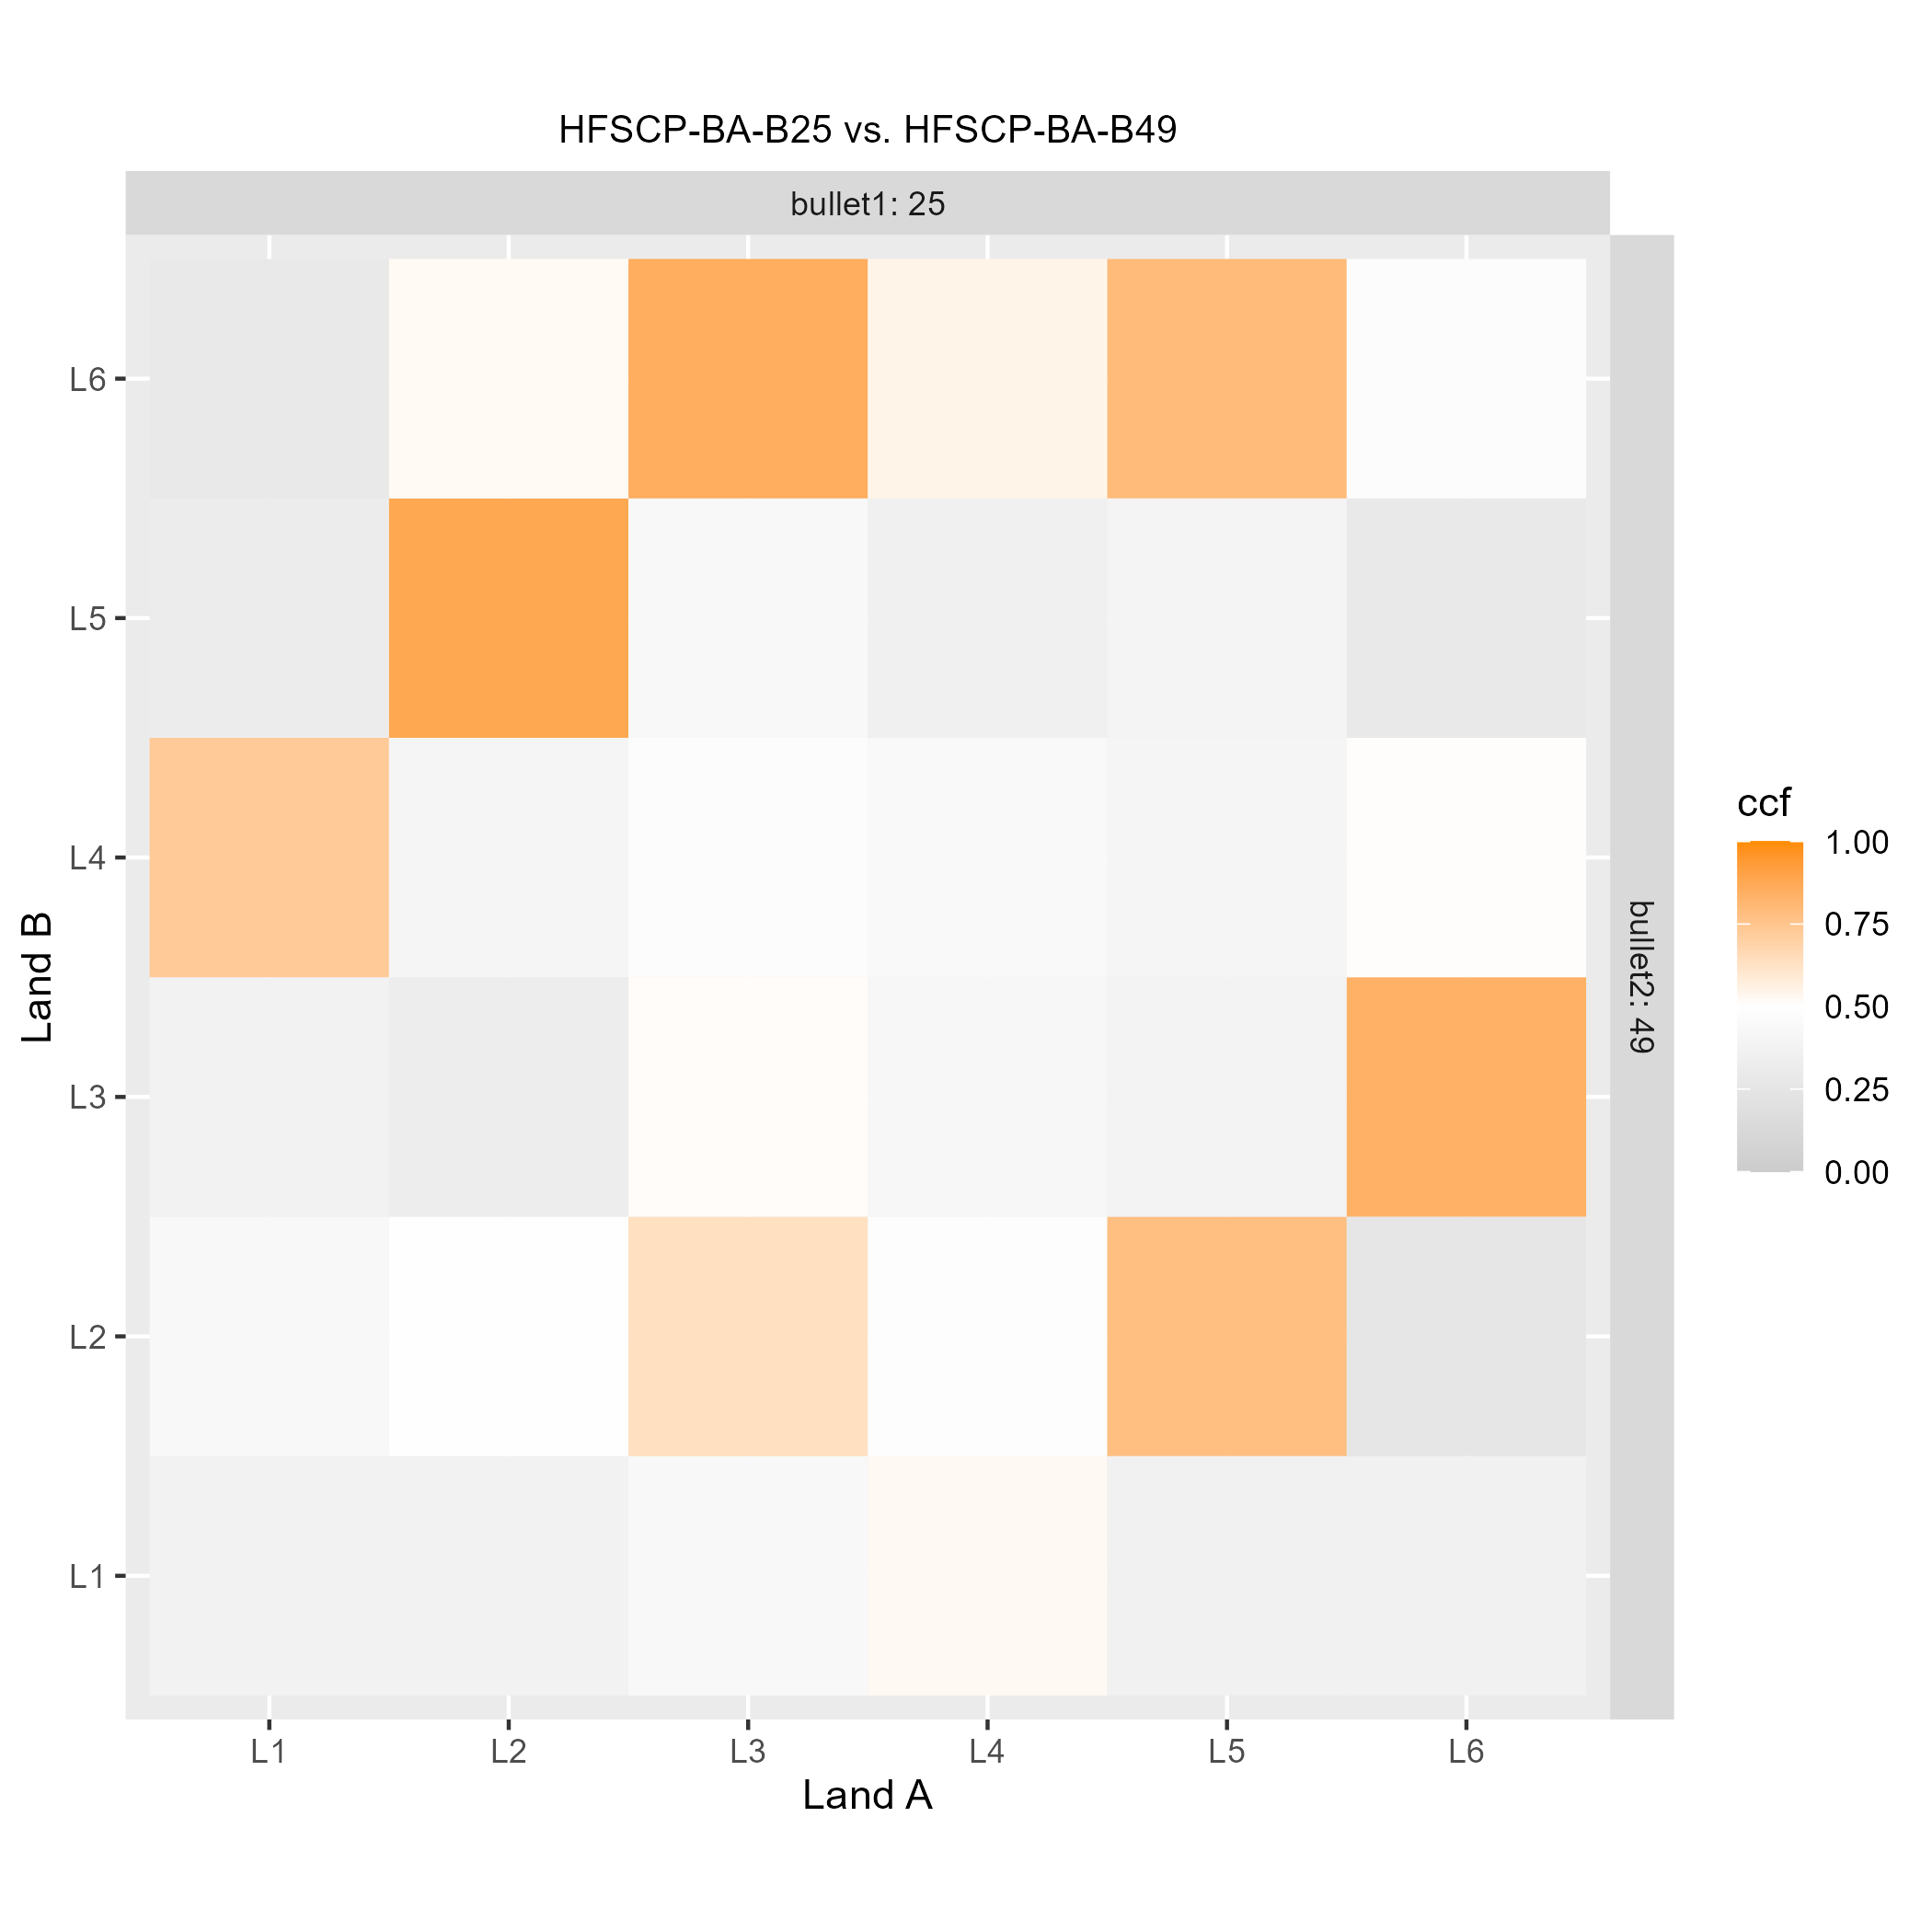 HFSCP-BA-B25 vs. HFSCP-BA-B49
bullet1: 25
L6
L5
L4
L3
L2
L1
Land B
bullet2: 49
L1 L2 L3 L4 L5 L6
Land A
ccf
1.00
0.75
0.50
0.25
0.00